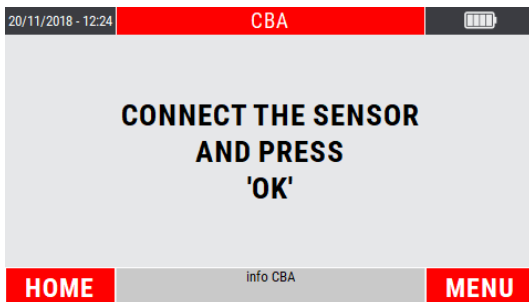 20/11/2018 - 12:24 CBA
CONNECT THE SENSOR
AND PRESS
'OK'
HOME info CBA MENU